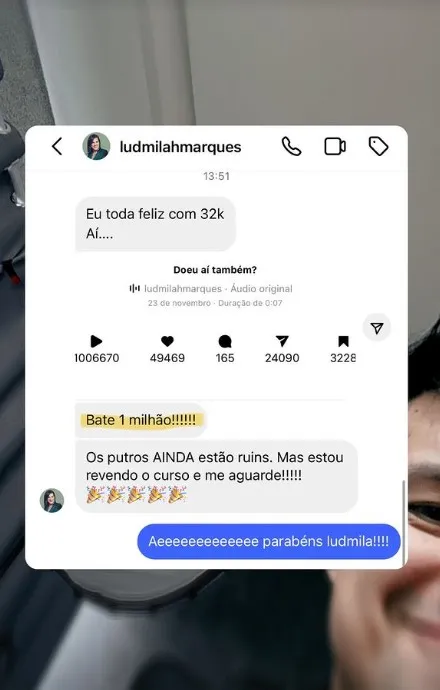 ludmilahmarques
13:51
Eu toda feliz com 32k
Aí....
Doeu aí também?
ludmilahmarques · Áudio original
23 de novembro · Duração de 0:07
1006670 49469 165 24090 3228
Bate 1 milhão!!!!!!
Os putros AINDA estão ruins. Mas estou
revendo o curso e me aguarde!!!!!
🎉🎉🎉🎉🎉
Aeeeeeeeeeeeee parabéns ludmila!!!!